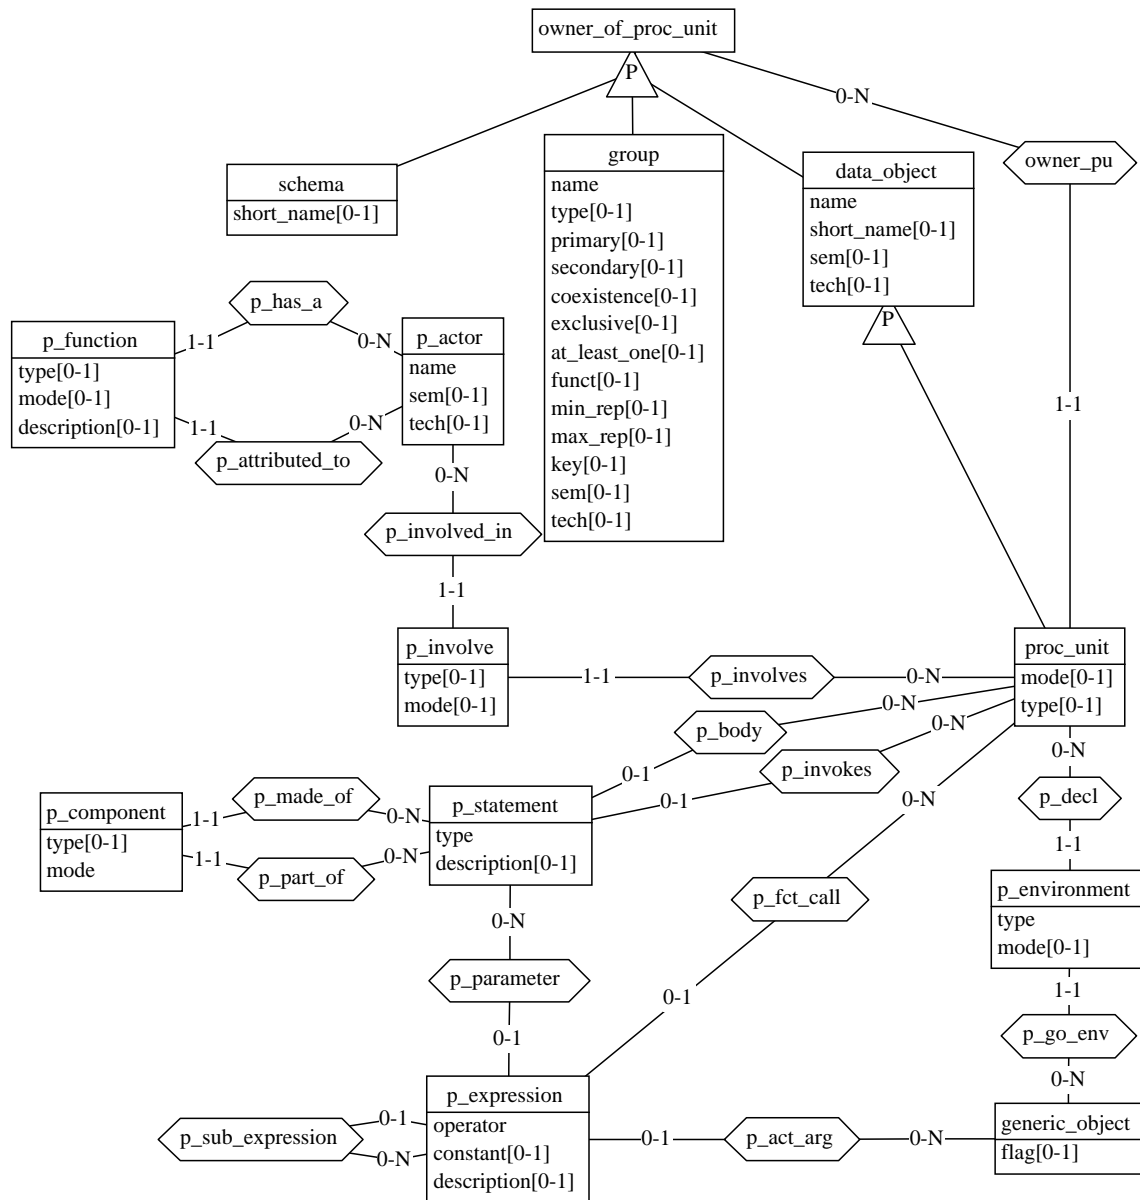 owner_of_proc_unit
P
0-N
owner_pu
1-1
schema
short_name[0-1]
group
name
type[0-1]
primary[0-1]
secondary[0-1]
coexistence[0-1]
exclusive[0-1]
at_least_one[0-1]
funct[0-1]
min_rep[0-1]
max_rep[0-1]
key[0-1]
sem[0-1]
tech[0-1]
data_object
name
short_name[0-1]
sem[0-1]
tech[0-1]
P
p_has_a
1-1
0-N
p_function
type[0-1]
mode[0-1]
description[0-1]
p_actor
name
sem[0-1]
tech[0-1]
1-1
0-N
p_attributed_to
0-N
p_involved_in
1-1
p_involve
type[0-1]
mode[0-1]
1-1
p_involves
0-N
proc_unit
mode[0-1]
type[0-1]
0-N
p_body
0-1
0-N
p_invokes
0-1
0-N
p_decl
1-1
p_component
type[0-1]
mode
p_made_of
1-1
0-N
p_part_of
1-1
0-N
p_statement
type
description[0-1]
0-N
p_fct_call
0-1
p_environment
type
mode[0-1]
1-1
p_go_env
0-N
0-N
p_parameter
0-1
p_expression
operator
constant[0-1]
description[0-1]
p_sub_expression
0-1
0-N
0-1
p_act_arg
0-N
generic_object
flag[0-1]